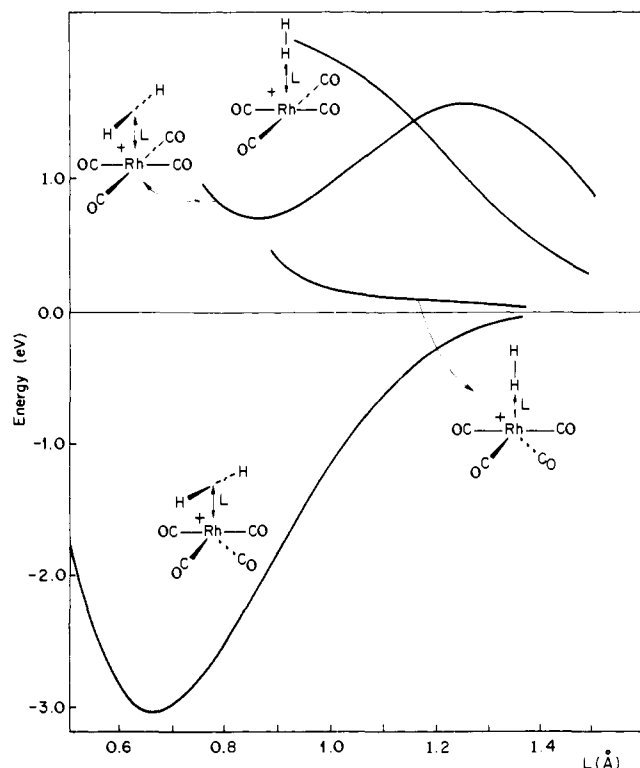 H
H
L
+
CO
OC—Rh—CO
OC
H
H
L
+
CO
OC—Rh—CO
OC
1.0
0.0
-1.0
-2.0
-3.0
Energy (eV)
H
H
L
+
OC—Rh—CO
OC
CO
H
H
L
+
OC—Rh—CO
OC
CO
0.6 0.8 1.0 1.2 1.4
L(Å)